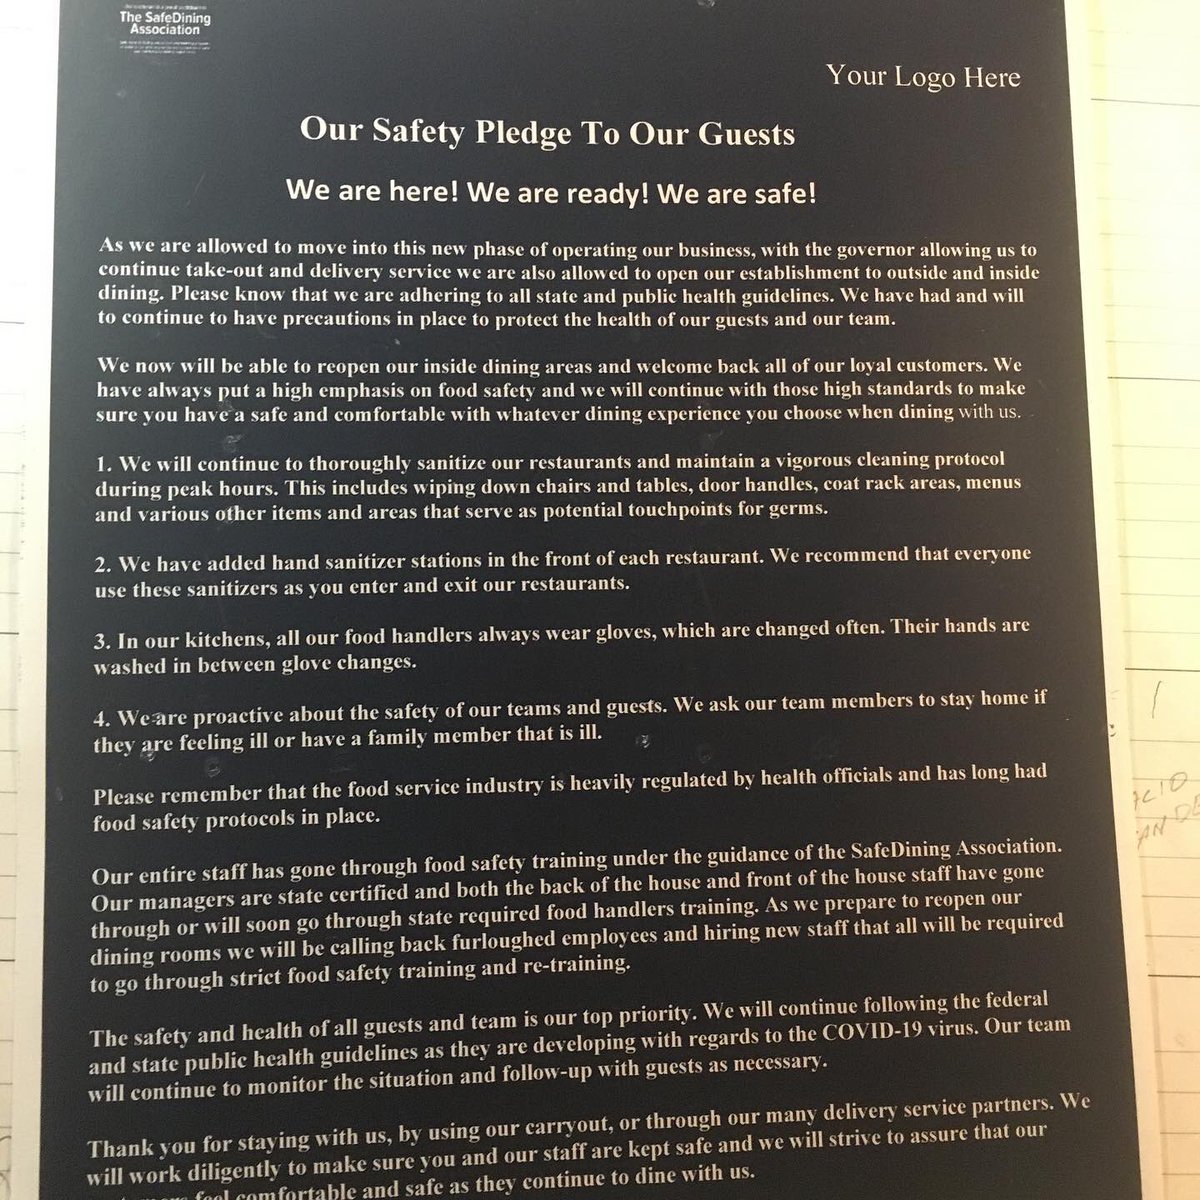 The SafeDining
Association
Your Logo Here
Our Safety Pledge To Our Guests
We are here! We are ready! We are safe!
As we are allowed to move into this new phase of operating our business, with the governor allowing us to
continue take-out and delivery service we are also allowed to open our establishment to outside and inside
dining. Please know that we are adhering to all state and public health guidelines. We have had and will
to continue to have precautions in place to protect the health of our guests and our team.
We now will be able to reopen our inside dining areas and welcome back all of our loyal customers. We
have always put a high emphasis on food safety and we will continue with those high standards to make
sure you have a safe and comfortable with whatever dining experience you choose when dining with us.
1. We will continue to thoroughly sanitize our restaurants and maintain a vigorous cleaning protocol
during peak hours. This includes wiping down chairs and tables, door handles, coat rack areas, menus
and various other items and areas that serve as potential touchpoints for germs.
2. We have added hand sanitizer stations in the front of each restaurant. We recommend that everyone
use these sanitizers as you enter and exit our restaurants.
3. In our kitchens, all our food handlers always wear gloves, which are changed often. Their hands are
washed in between glove changes.
4. We are proactive about the safety of our teams and guests. We ask our team members to stay home if
they are feeling ill or have a family member that is ill.
Please remember that the food service industry is heavily regulated by health officials and has long had
food safety protocols in place.
Our entire staff has gone through food safety training under the guidance of the SafeDining Association.
Our managers are state certified and both the back of the house and front of the house staff have gone
through or will soon go through state required food handlers training. As we prepare to reopen our
dining rooms we will be calling back furloughed employees and hiring new staff that all will be required
to go through strict food safety training and re-training.
The safety and health of all guests and team is our top priority. We will continue following the federal
and state public health guidelines as they are developing with regards to the COVID-19 virus. Our team
will continue to monitor the situation and follow-up with guests as necessary.
Thank you for staying with us, by using our carryout, or through our many delivery service partners. We
will work diligently to make sure you and our staff are kept safe and we will strive to assure that our
feel comfortable and safe as they continue to dine with us.